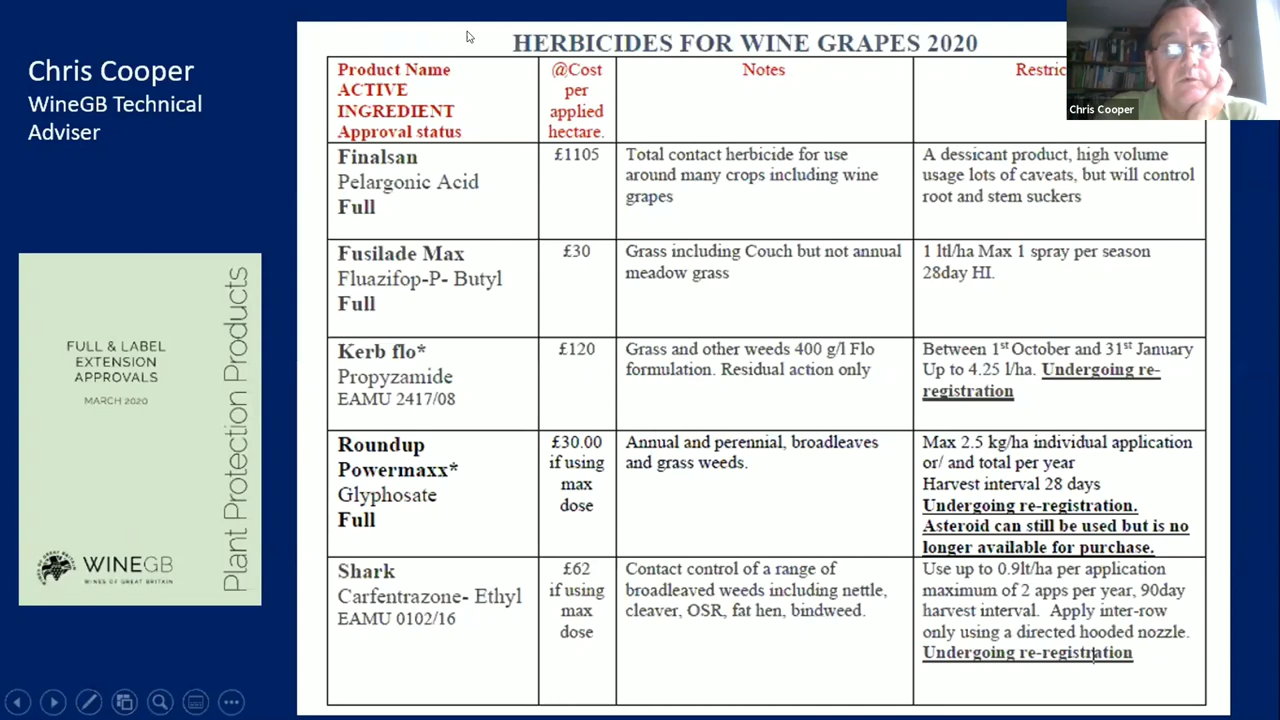 Chris Cooper
WineGB Technical
Adviser
FULL & LABEL
EXTENSION
APPROVALS
MARCH 2020
Plant Protection Products
WINEGB
WINES OF GREAT BRITAIN
HERBICIDES FOR WINE GRAPES 2020
Product Name
ACTIVE
INGREDIENT
Approval status
@Cost
per
applied
hectare.
Notes
Restric
Finalsan
Pelargonic Acid
Full
£1105
Total contact herbicide for use
around many crops including wine
grapes
A dessicant product, high volume
usage lots of caveats, but will control
root and stem suckers
Fusilade Max
Fluazifop-P- Butyl
Full
£30
Grass including Couch but not annual
meadow grass
1 ltl/ha Max 1 spray per season
28day HI.
Kerb flo*
Propyzamide
EAMU 2417/08
£120
Grass and other weeds 400 g/l Flo
formulation. Residual action only
Between 1st October and 31st January
Up to 4.25 l/ha. Undergoing re-
registration
Roundup
Powermaxx*
Glyphosate
Full
£30.00
if using
max
dose
Annual and perennial, broadleaves
and grass weeds.
Max 2.5 kg/ha individual application
or/ and total per year
Harvest interval 28 days
Undergoing re-registration.
Asteroid can still be used but is no
longer available for purchase.
Shark
Carfentrazone- Ethyl
EAMU 0102/16
£62
if using
max
dose
Contact control of a range of
broadleaved weeds including nettle,
cleaver, OSR, fat hen, bindweed.
Use up to 0.9lt/ha per application
maximum of 2 apps per year, 90day
harvest interval. Apply inter-row
only using a directed hooded nozzle.
Undergoing re-registration
Chris Cooper